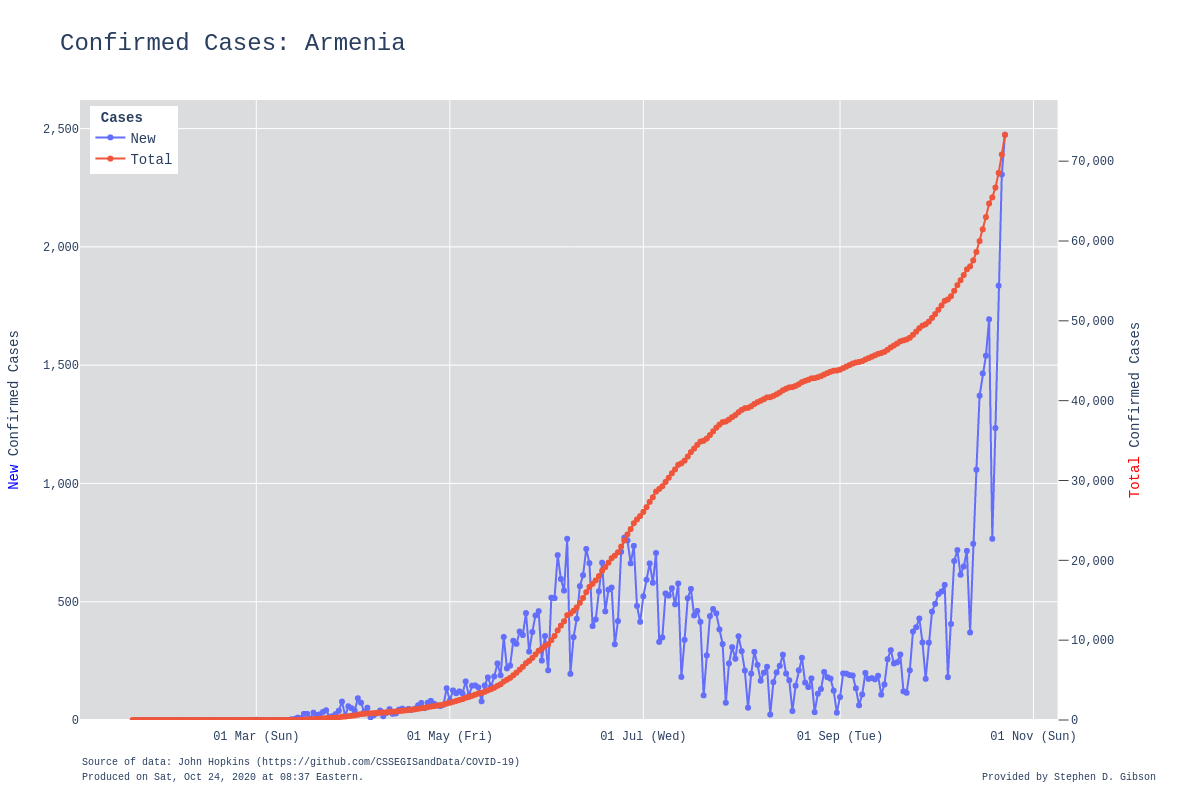 Confirmed Cases: Armenia
Cases
New
Total
2,500
2,000
1,500
1,000
500
0
70,000
60,000
50,000
40,000
30,000
20,000
10,000
0
New Confirmed Cases
Total Confirmed Cases
01 Mar (Sun)
01 May (Fri)
01 Jul (Wed)
01 Sep (Tue)
01 Nov (Sun)
Source of data: John Hopkins (https://github.com/CSSEGISandData/COVID-19)
Produced on Sat, Oct 24, 2020 at 08:37 Eastern.
Provided by Stephen D. Gibson